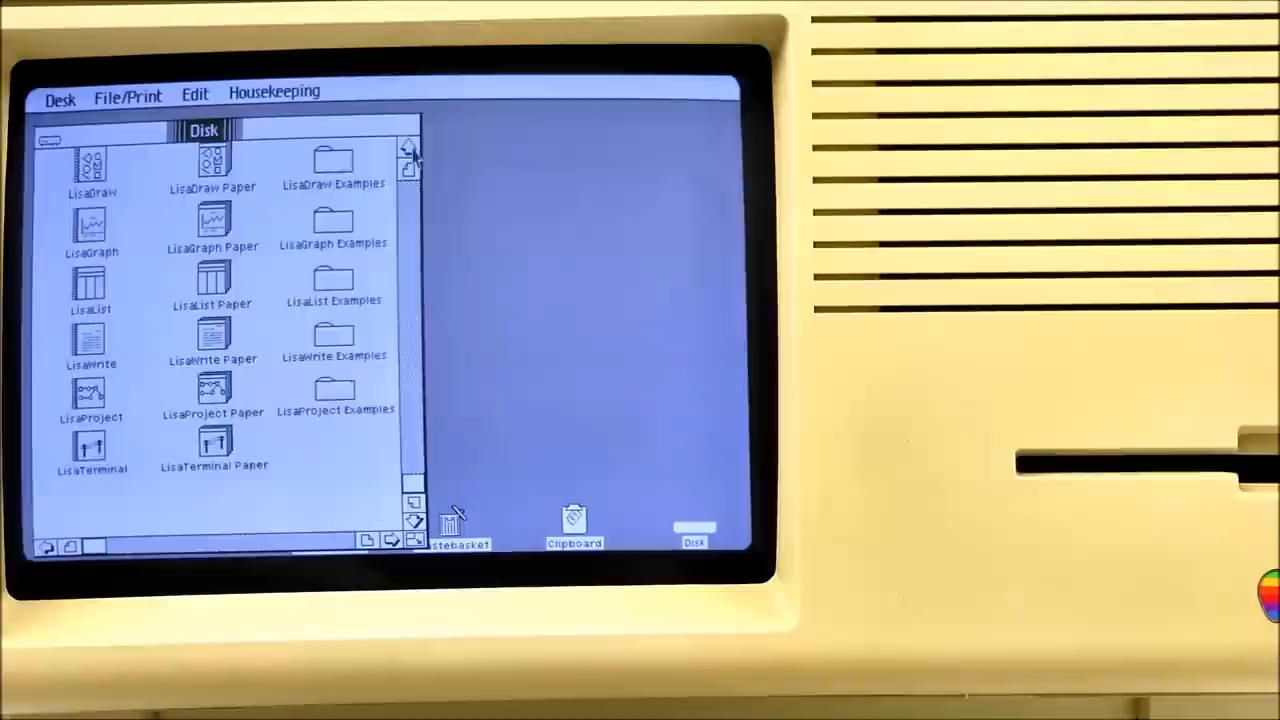 Desk File/Print Edit Housekeeping
Disk
LisaDraw LisaDraw Paper LisaDraw Examples
LisaGraph LisaGraph Paper LisaGraph Examples
LisaList LisaList Paper LisaList Examples
LisaWrite LisaWrite Paper LisaWrite Examples
LisaProject LisaProject Paper LisaProject Examples
LisaTerminal LisaTerminal Paper
stebasket Clipboard Disk